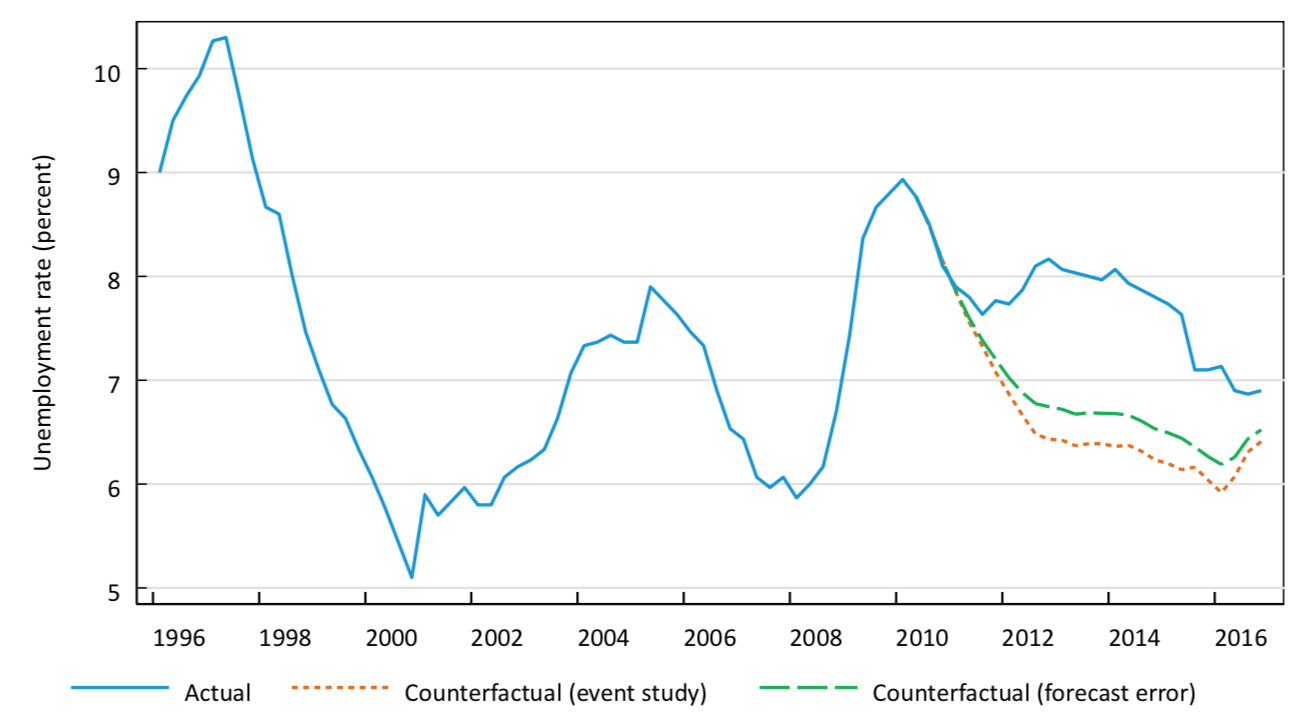 Unemployment rate (percent)
10
9
8
7
6
5
1996 1998 2000 2002 2004 2006 2008 2010 2012 2014 2016
Actual Counterfactual (event study) Counterfactual (forecast error)